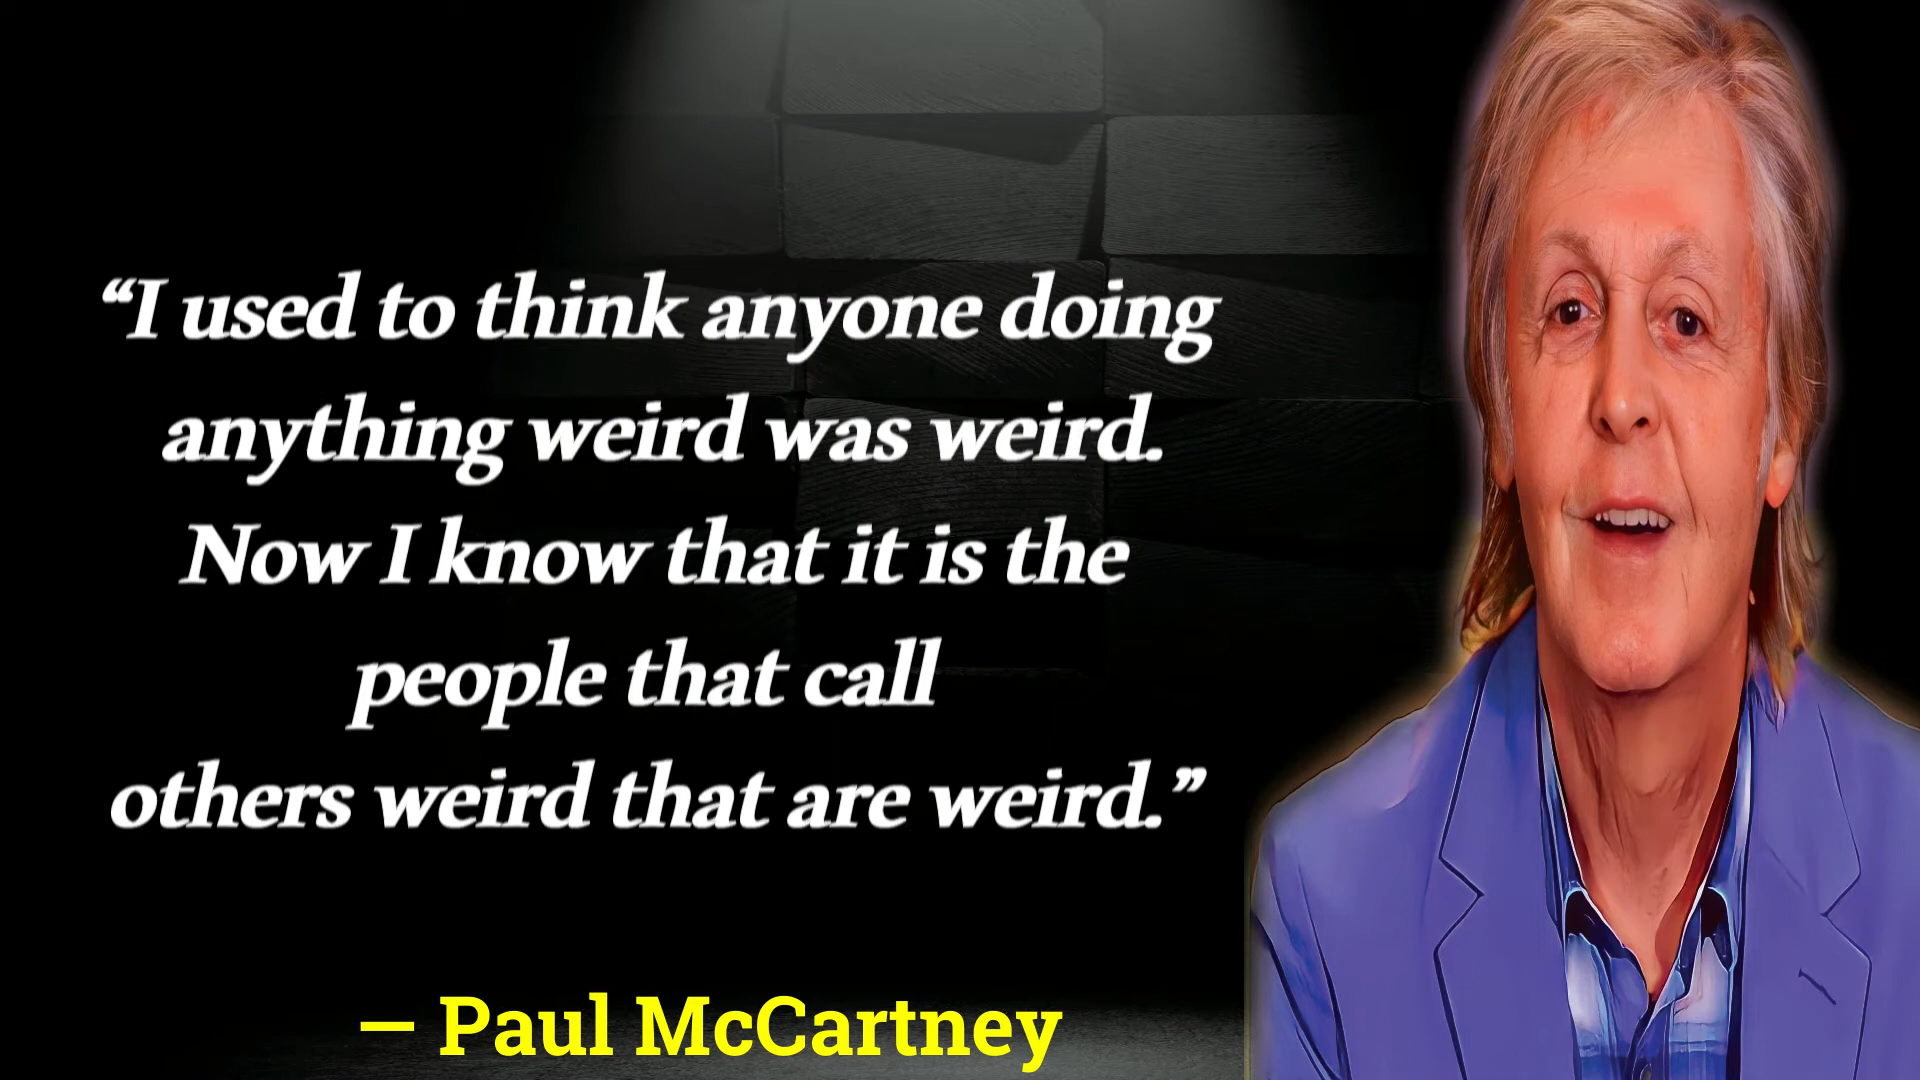 “I used to think anyone doing
anything weird was weird.
Now I know that it is the
people that call
others weird that are weird.”
— Paul McCartney